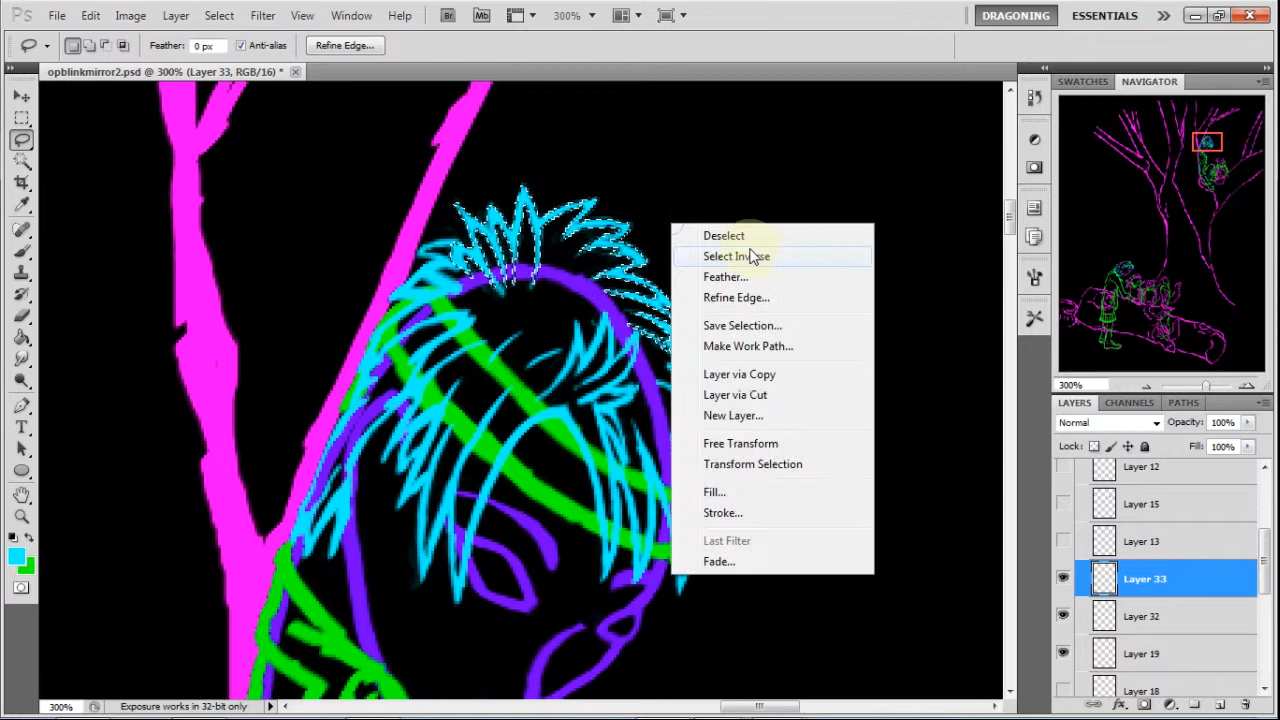 Ps File Edit Image Layer Select Filter View Window Help Br Mb 300% DRAGONING ESSENTIALS
Feather: 0 px Anti-alias Refine Edge...
opblinkmirror2.psd @ 300% (Layer 33, RGB/16) *
SWATCHES NAVIGATOR
Deselect
Select Inverse
Feather...
Refine Edge...
Save Selection...
Make Work Path...
Layer via Copy
Layer via Cut
New Layer...
Free Transform
Transform Selection
Fill...
Stroke...
Last Filter
Fade...
300%
LAYERS CHANNELS PATHS
Normal Opacity: 100%
Lock: Fill: 100%
Layer 12
Layer 15
Layer 13
Layer 33
Layer 32
Layer 19
Layer 18
300% Exposure works in 32-bit only